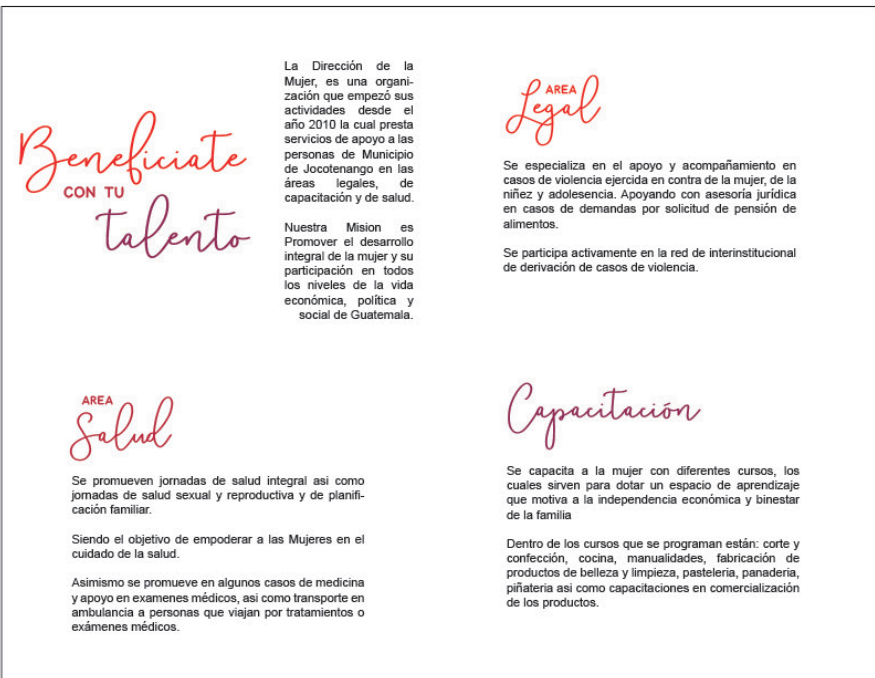 Beneficiate
CON TU
talento
La Dirección de la
Mujer, es una organi-
zación que empezó sus
actividades desde el
año 2010 la cual presta
servicios de apoyo a las
personas de Municipio
de Jocotenango en las
áreas legales, de
capacitación y de salud.
Nuestra Mision es
Promover el desarrollo
integral de la mujer y su
participación en todos
los niveles de la vida
económica, política y
social de Guatemala.
AREA
Legal
Se especializa en el apoyo y acompañamiento en
casos de violencia ejercida en contra de la mujer, de la
niñez y adolesencia. Apoyando con asesoría jurídica
en casos de demandas por solicitud de pensión de
alimentos.
Se participa activamente en la red de interinstitucional
de derivación de casos de violencia.
AREA
Salud
Se promueven jornadas de salud integral asi como
jornadas de salud sexual y reproductiva y de planifi-
cación familiar.
Siendo el objetivo de empoderar a las Mujeres en el
cuidado de la salud.
Asimismo se promueve en algunos casos de medicina
y apoyo en examenes médicos, asi como transporte en
ambulancia a personas que viajan por tratamientos o
exámenes médicos.
Capacitación
Se capacita a la mujer con diferentes cursos, los
cuales sirven para dotar un espacio de aprendizaje
que motiva a la independencia económica y binestar
de la familia
Dentro de los cursos que se programan están: corte y
confección, cocina, manualidades, fabricación de
productos de belleza y limpieza, pasteleria, panaderia,
piñateria asi como capacitaciones en comercialización
de los productos.